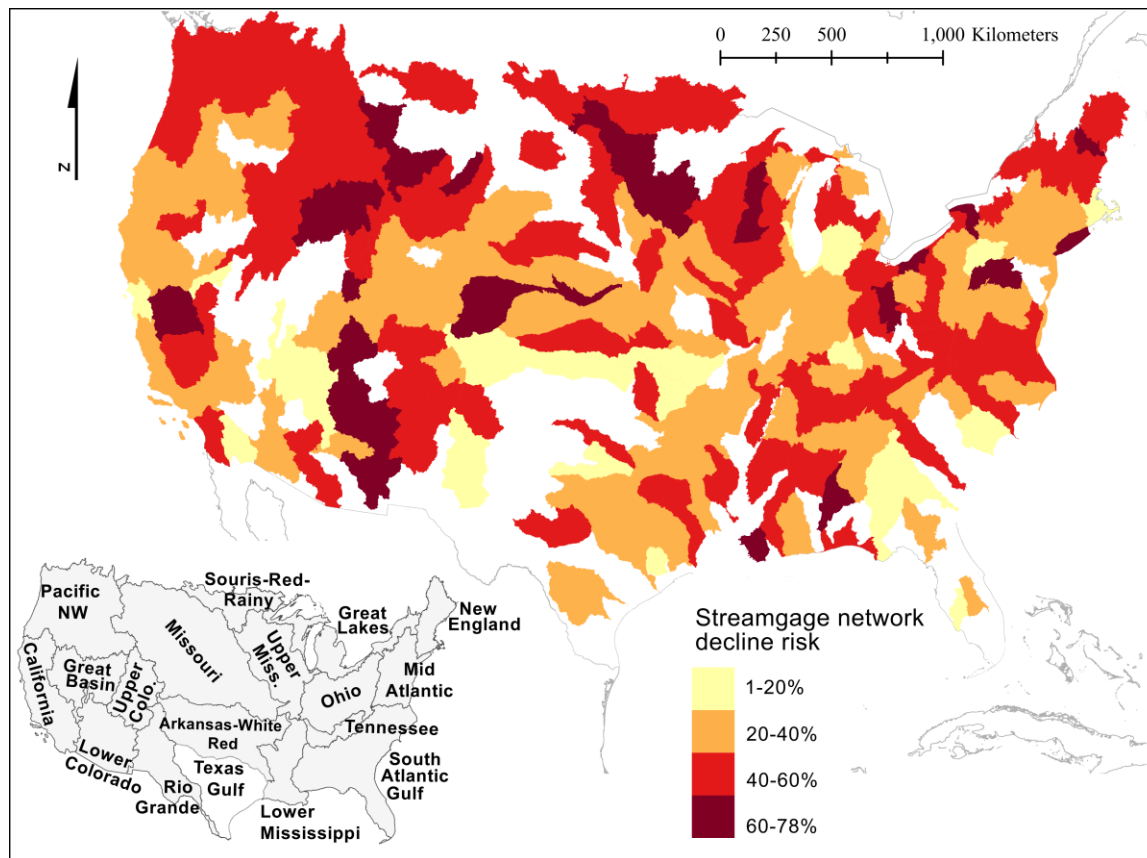 0 250 500 1,000 Kilometers
N
Streamgage network
decline risk
1-20%
20-40%
40-60%
60-78%
Pacific
NW
Souris-Red-
Rainy
Great
Lakes
New
England
Missouri
Upper
Miss.
California
Great
Basin
Upper
Colo.
Ohio
Mid
Atlantic
Arkansas-White
Red
Tennessee
Lower
Colorado
Rio
Grande
Texas
Gulf
South
Atlantic
Gulf
Lower
Mississippi